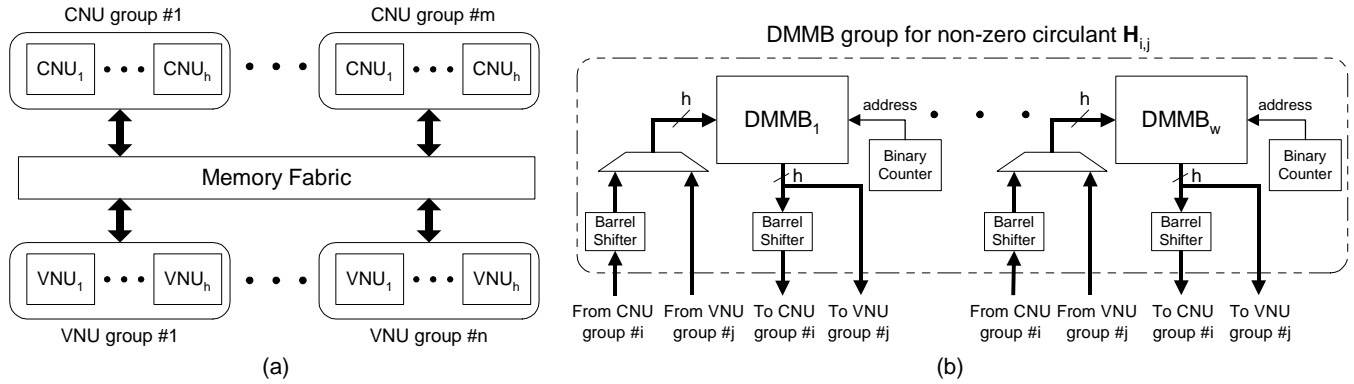 CNU group #1
CNU group #m
CNU1
CNUh
CNU1
CNUh
Memory Fabric
VNU1
VNUh
VNU1
VNUh
VNU group #1
VNU group #n
(a)
DMMB group for non-zero circulant Hi,j
h
DMMB1
address
Binary
Counter
Barrel
Shifter
h
Barrel
Shifter
From CNU
group #i
From VNU
group #j
To CNU
group #i
To VNU
group #j
h
DMMBw
address
Binary
Counter
Barrel
Shifter
h
Barrel
Shifter
From CNU
group #i
From VNU
group #j
To CNU
group #i
To VNU
group #j
(b)